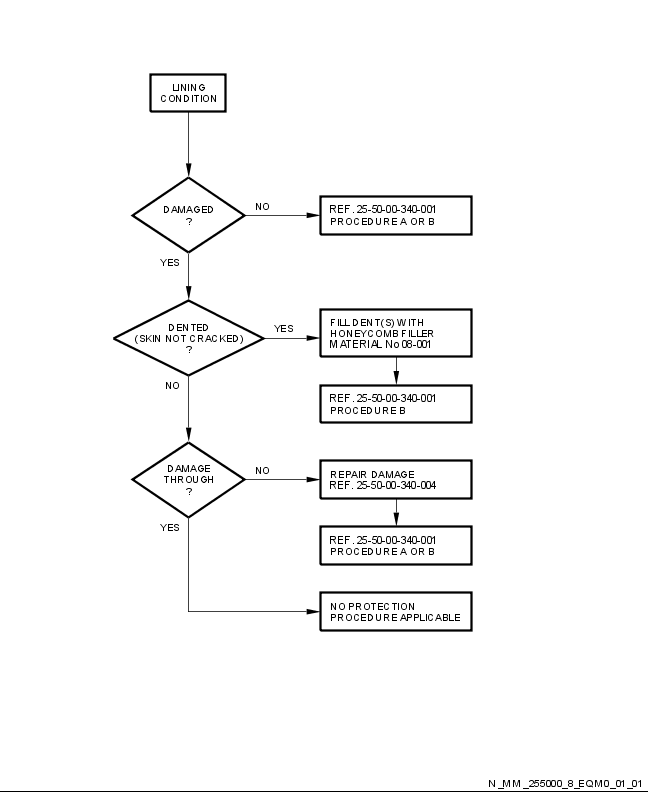 LINING
CONDITION
DAMAGED
?
NO
REF. 25-50-00-340-001
PROCEDURE A OR B
YES
DENTED
(SKIN NOT CRACKED)
?
YES
FILL DENT(S) WITH
HONEYCOMB FILLER
MATERIAL No 08-001
NO
REF. 25-50-00-340-001
PROCEDURE B
DAMAGE
THROUGH
?
NO
REPAIR DAMAGE
REF. 25-50-00-340-004
YES
REF. 25-50-00-340-001
PROCEDURE A OR B
NO PROTECTION
PROCEDURE APPLICABLE
N_MM_255000_8_EQM0_01_01